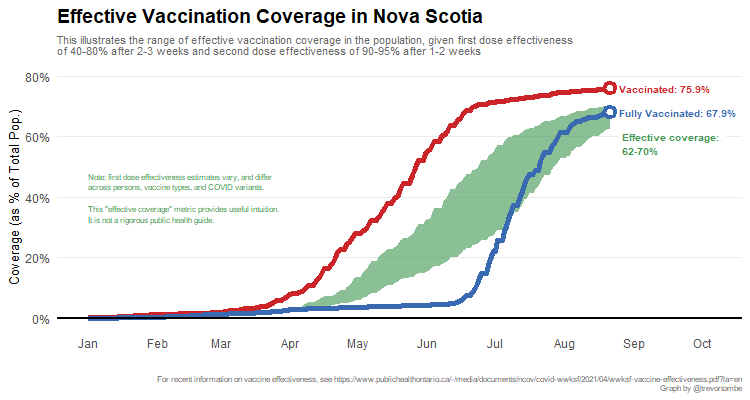 Effective Vaccination Coverage in Nova Scotia
This illustrates the range of effective vaccination coverage in the population, given first dose effectiveness
of 40-80% after 2-3 weeks and second dose effectiveness of 90-95% after 1-2 weeks
Coverage (as % of Total Pop.)
80%
60%
40%
20%
0%
Vaccinated: 75.9%
Fully Vaccinated: 67.9%
Effective coverage:
62-70%
Note: first dose effectiveness estimates vary, and differ
across persons, vaccine types, and COVID variants.
This "effective coverage" metric provides useful intuition.
It is not a rigorous public health guide.
Jan Feb Mar Apr May Jun Jul Aug Sep Oct
For recent information on vaccine effectiveness, see https://www.publichealthontario.ca/-/media/documents/ncov/covid-wwksf/2021/04/wwksf-vaccine-effectiveness.pdf?la=en
Graph by @trevortombe